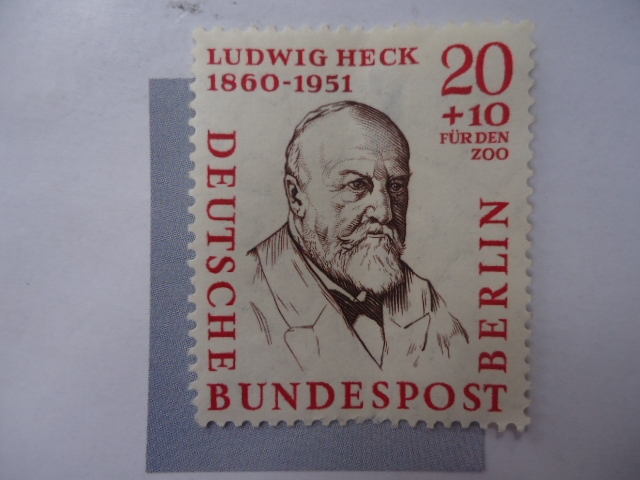 LUDWIG HECK
1860-1951
20
+10
FÜR DEN
ZOO
DEUTSCHE
BUNDESPOST
BERLIN